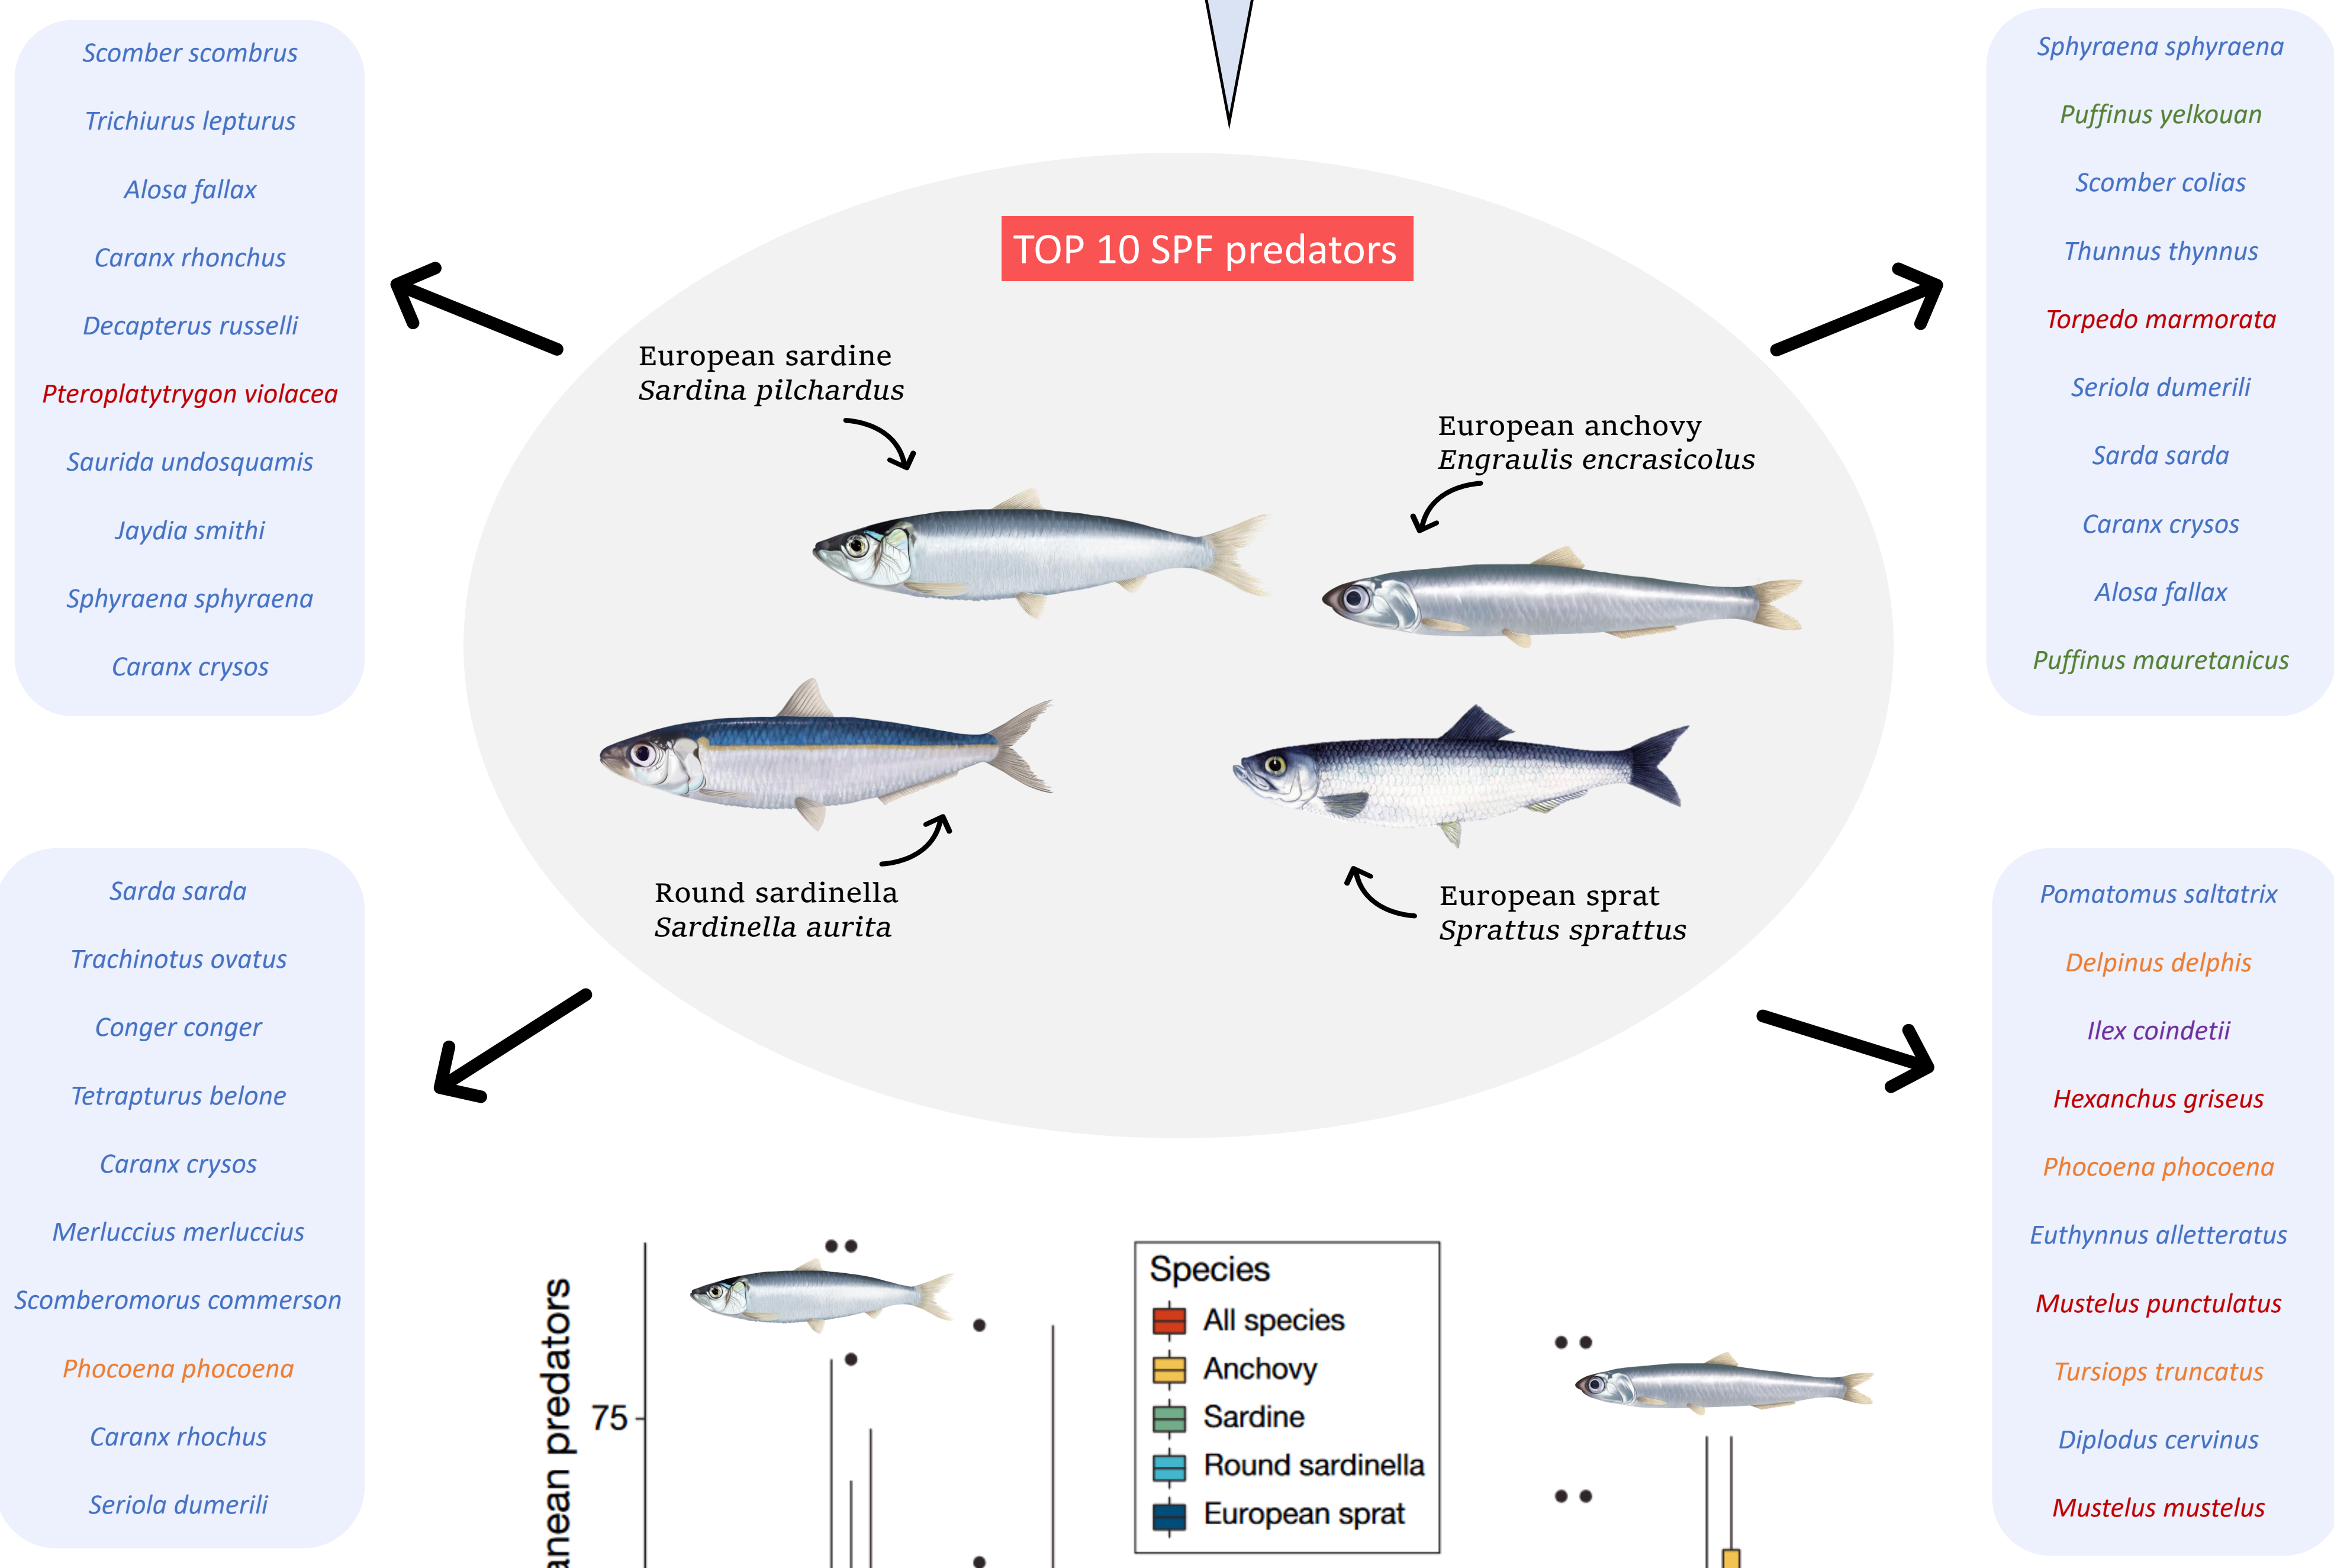 Scomber scombrus
Trichiurus lepturus
Alosa fallax
Caranx rhonchus
Decapterus russelli
Pteroplatytrygon violacea
Saurida undosquamis
Jaydia smithi
Sphyraena sphyraena
Caranx crysos
TOP 10 SPF predators
European sardine
Sardina pilchardus
European anchovy
Engraulis encrasicolus
Round sardinella
Sardinella aurita
European sprat
Sprattus sprattus
Sphyraena sphyraena
Puffinus yelkouan
Scomber colias
Thunnus thynnus
Torpedo marmorata
Seriola dumerili
Sarda sarda
Caranx crysos
Alosa fallax
Puffinus mauretanicus
Sarda sarda
Trachinotus ovatus
Conger conger
Tetrapturus belone
Caranx crysos
Merluccius merluccius
Scomberomorus commerson
Phocoena phocoena
Caranx rhochus
Seriola dumerili
Pomatomus saltatrix
Delpinus delphis
Ilex coindetii
Hexanchus griseus
Phocoena phocoena
Euthynnus alletteratus
Mustelus punctulatus
Tursiops truncatus
Diplodus cervinus
Mustelus mustelus
predators
75
Species
All species
Anchovy
Sardine
Round sardinella
European sprat